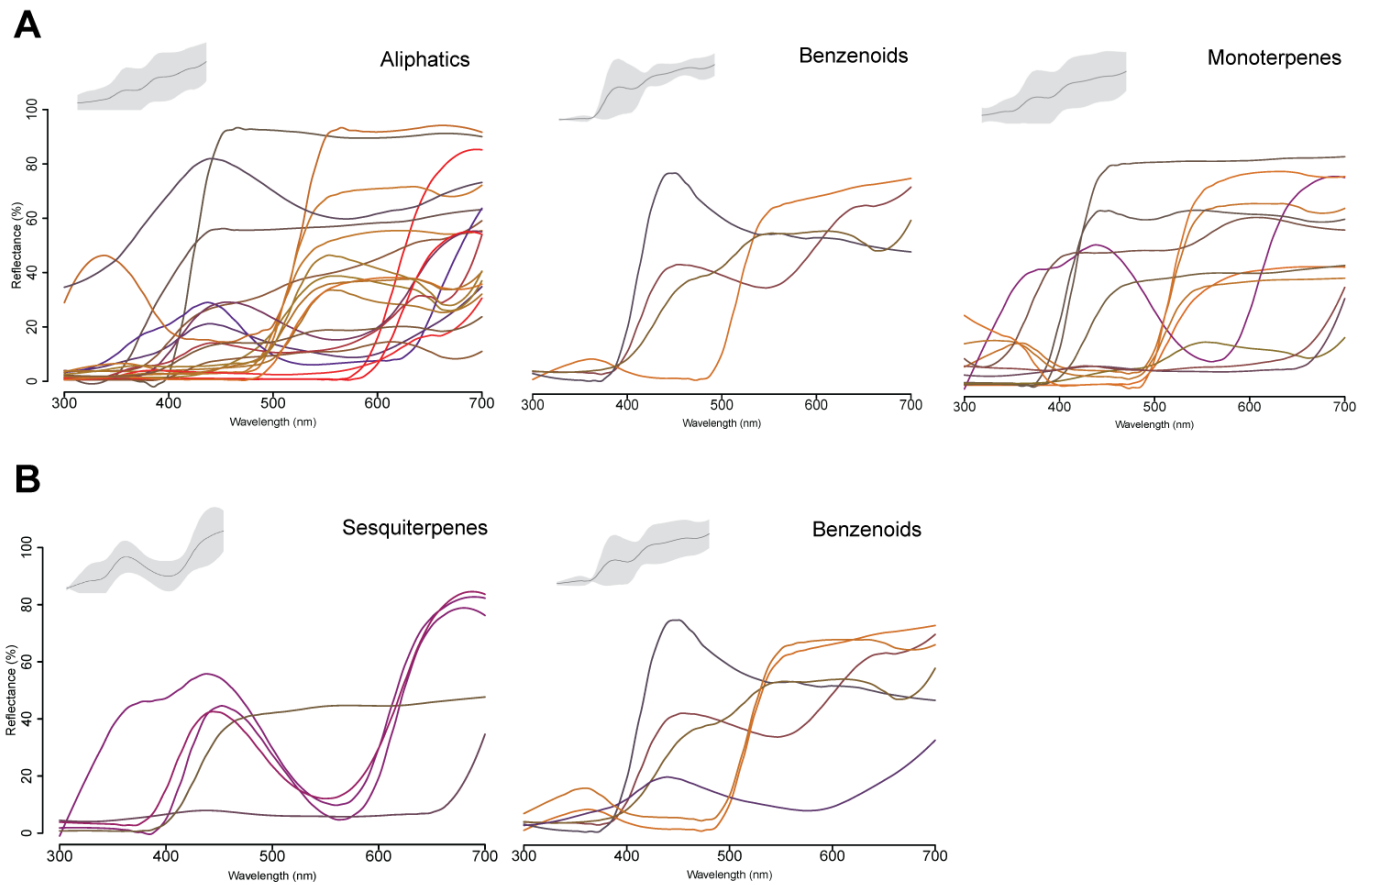 A
Aliphatics
Benzenoids
Monoterpenes
Reflectance (%)
100
80
60
40
20
0
300 400 500 600 700
Wavelength (nm)
300 400 500 600 700
Wavelength (nm)
300 400 500 600 700
Wavelength (nm)
B
Sesquiterpenes
Benzenoids
Reflectance (%)
100
80
60
40
20
0
300 400 500 600 700
Wavelength (nm)
300 400 500 600 700
Wavelength (nm)